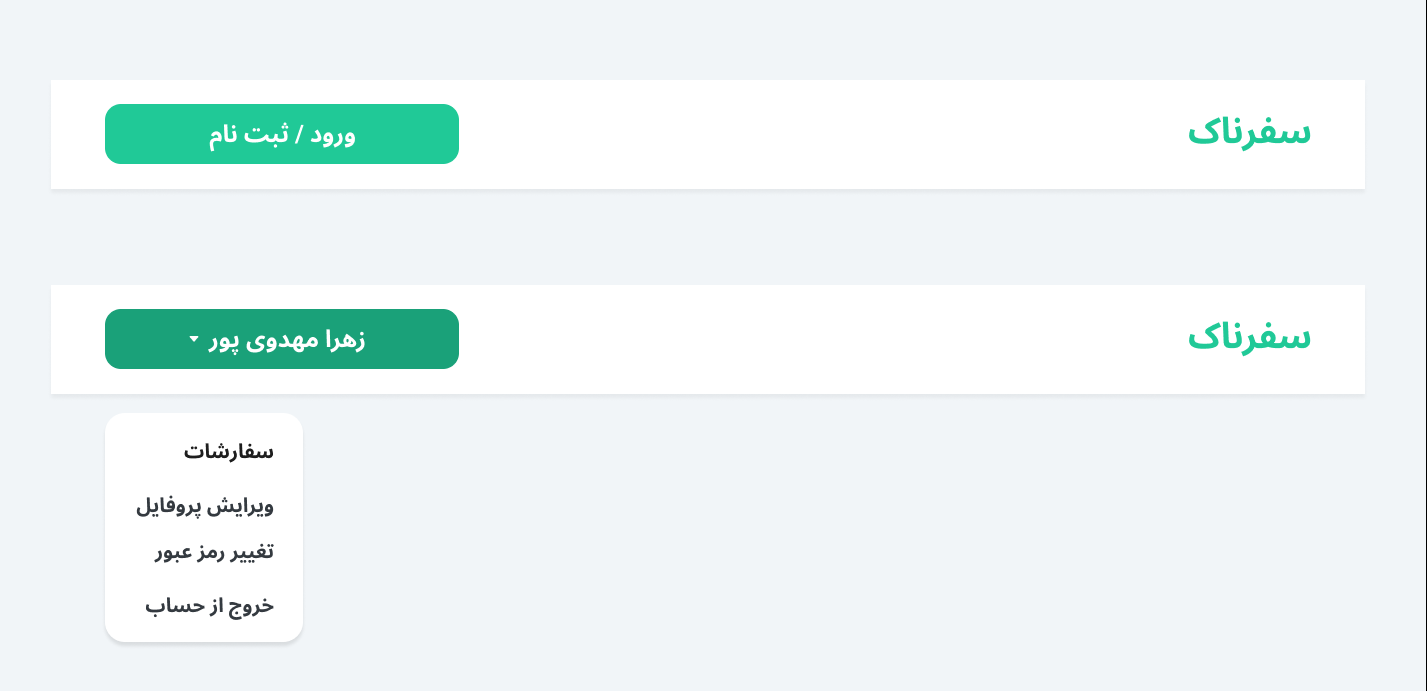 سفرناک
ورود / ثبت نام
سفرناک
زهرا مهدوی پور
سفارشات
ویرایش پروفایل
تغییر رمز عبور
خروج از حساب